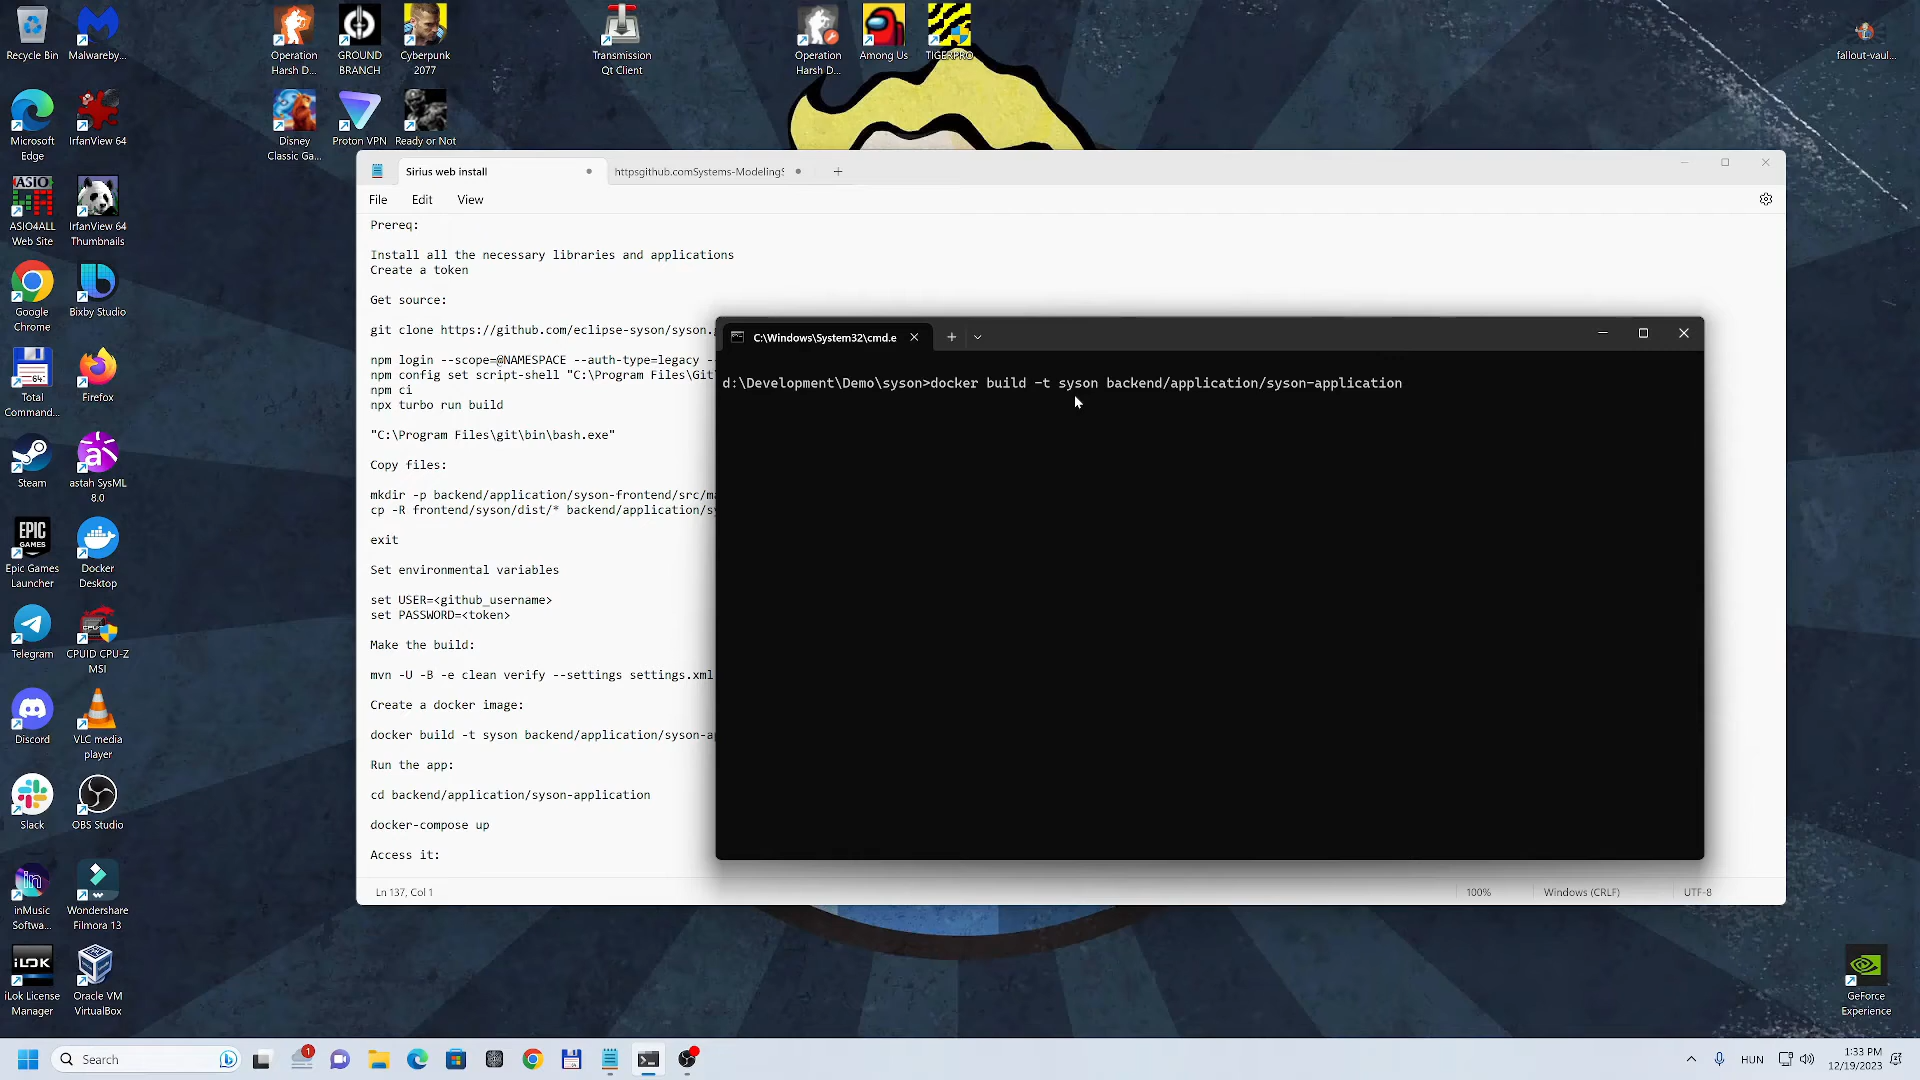 Recycle Bin
Malwareby...
Operation
Harsh D...
GROUND
BRANCH
Cyberpunk
2077
Transmission
Qt Client
Operation
Harsh D...
Among Us
TIGERPRO
fallout-vaul...
Microsoft
Edge
IrfanView 64
Disney
Classic Ga...
Proton VPN
Ready or Not
ASIO
ASIO4ALL
Web Site
IrfanView 64
Thumbnails
Google
Chrome
Bixby Studio
Total
Comman...
Firefox
Steam
astah SysML
8.0
EPIC
GAMES
Epic Games
Launcher
Docker
Desktop
Telegram
CPUID CPU-Z
MSI
Discord
VLC media
player
Slack
OBS Studio
inMusic
Softwa...
Wondershare
Filmora 13
iLOK
iLok License
Manager
Oracle VM
VirtualBox
GeForce
Experience
Sirius web install
httpsgithub.comSystems-Modeling
File Edit View
Prereq:
Install all the necessary libraries and applications
Create a token
Get source:
git clone https://github.com/eclipse-syson/syson.
npm login --scope=@NAMESPACE --auth-type=legacy
npm config set script-shell "C:\Program Files\Git
npm ci
npx turbo run build
"C:\Program Files\git\bin\bash.exe"
Copy files:
mkdir -p backend/application/syson-frontend/src/ma
cp -R frontend/syson/dist/* backend/application/sy
exit
Set environmental variables
set USER=<github_username>
set PASSWORD=<token>
Make the build:
mvn -U -B -e clean verify --settings settings.xml
Create a docker image:
docker build -t syson backend/application/syson-ap
Run the app:
cd backend/application/syson-application
docker-compose up
Access it:
Ln 137, Col 1
100%
Windows (CRLF)
UTF-8
C:\Windows\System32\cmd.e
d:\Development\Demo\syson>docker build -t syson backend/application/syson-application
Search
1
HUN
1:33 PM
12/19/2023